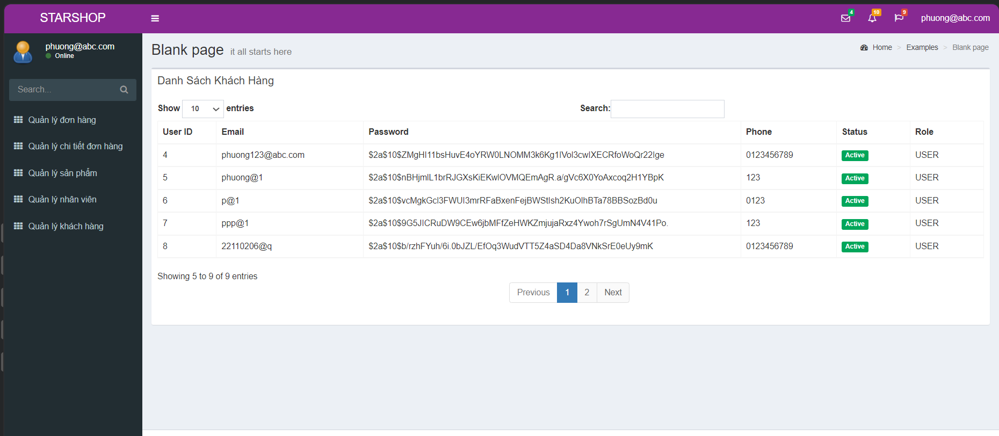 STARSHOP
4 10 9 phuong@abc.com
phuong@abc.com
Online
Search...
Quản lý đơn hàng
Quản lý chi tiết đơn hàng
Quản lý sản phẩm
Quản lý nhân viên
Quản lý khách hàng
Blank page it all starts here
Home > Examples > Blank page
Danh Sách Khách Hàng
Show 10 entries
Search:
User ID Email Password Phone Status Role
4 phuong123@abc.com $2a$10$ZMgHI11bsHuvE4oYRW0LNOMM3k6Kg1lVol3cwIXECRfoWoQr22Ige 0123456789 Active USER
5 phuong@1 $2a$10$nBHjmlL1brRJGXsKiEKwlOVMQEmAgR.a/gVc6X0YoAxcoq2H1YBpK 123 Active USER
6 p@1 $2a$10$vcMgkGcl3FWUI3mrRFaBxenFejBWStlsh2KuOlhBTa78BBSozBd0u 0123 Active USER
7 ppp@1 $2a$10$9G5JICRuDW9CEw6jbMFfZeHWKZmjujaRxz4Ywoh7rSgUmN4V41Po. 123 Active USER
8 22110206@q $2a$10$b/rzhFYuh/6i.0bJZL/EfOq3WudVTT5Z4aSD4Da8VNkSrE0eUy9mK 0123456789 Active USER
Showing 5 to 9 of 9 entries
Previous 1 2 Next